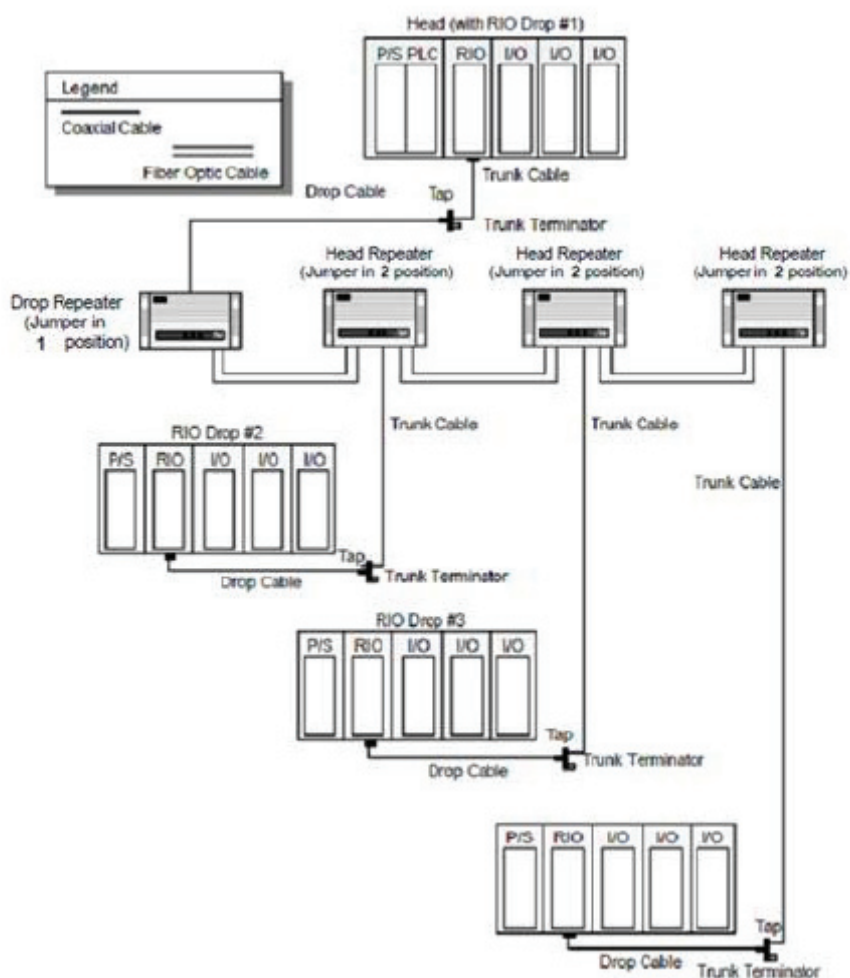 Head (with RIO Drop #1)
P/S PLC RIO I/O I/O I/O
Legend
Coaxial Cable
Fiber Optic Cable
Trunk Cable
Drop Cable
Tap
Trunk Terminator
Head Repeater
(Jumper in 2 position)
Head Repeater
(Jumper in 2 position)
Head Repeater
(Jumper in 2 position)
Drop Repeater
(Jumper in
1 position)
Trunk Cable
Trunk Cable
Trunk Cable
RIO Drop #2
P/S RIO I/O I/O I/O
Tap
Trunk Terminator
Drop Cable
RIO Drop #3
P/S RIO I/O I/O I/O
Tap
Trunk Terminator
Drop Cable
P/S RIO I/O I/O I/O
Tap
Drop Cable
Trunk Terminator